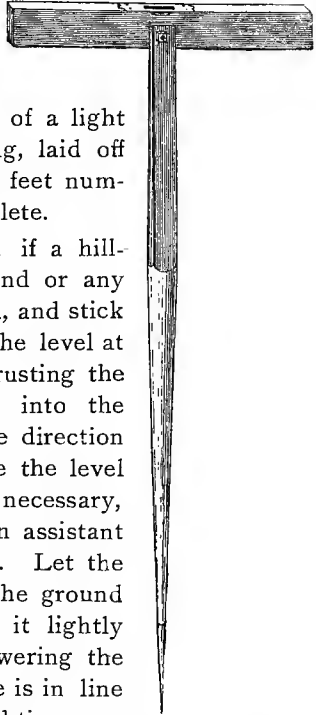 of a light
g, laid off
feet num-
lete.
if a hill-
nd or any
, and stick
he level at
rusting the
into the
e direction
e the level
necessary,
n assistant
. Let the
he ground
it lightly
wering the
e is in line